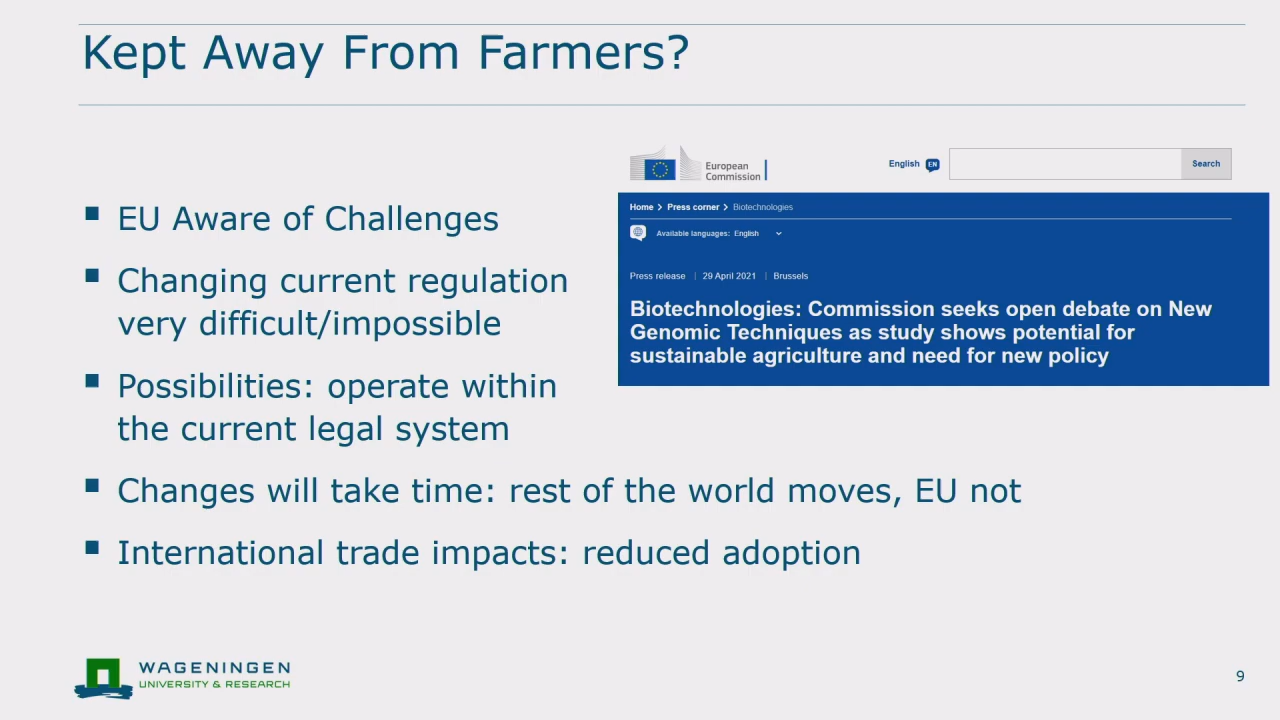 Kept Away From Farmers?
▪ EU Aware of Challenges
▪ Changing current regulation
very difficult/impossible
▪ Possibilities: operate within
the current legal system
▪ Changes will take time: rest of the world moves, EU not
▪ International trade impacts: reduced adoption
European
Commission
English EN
Search
Home > Press corner > Biotechnologies
Available languages: English
Press release | 29 April 2021 | Brussels
Biotechnologies: Commission seeks open debate on New
Genomic Techniques as study shows potential for
sustainable agriculture and need for new policy
WAGENINGEN
UNIVERSITY & RESEARCH
9